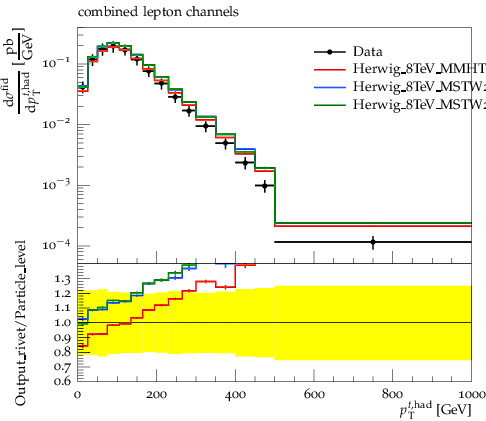 combined lepton channels
dσ^fid / dp_T^{t,had} [pb / GeV]
10^−1
10^−2
10^−3
10^−4
Data
Herwig_8TeV_MMHT
Herwig_8TeV_MSTW
Herwig_8TeV_MSTW
Output_rivet/Particle_level
1.3
1.2
1.1
1.0
0.9
0.8
0.7
0.6
0 200 400 600 800 1000
p_T^{t,had} [GeV]